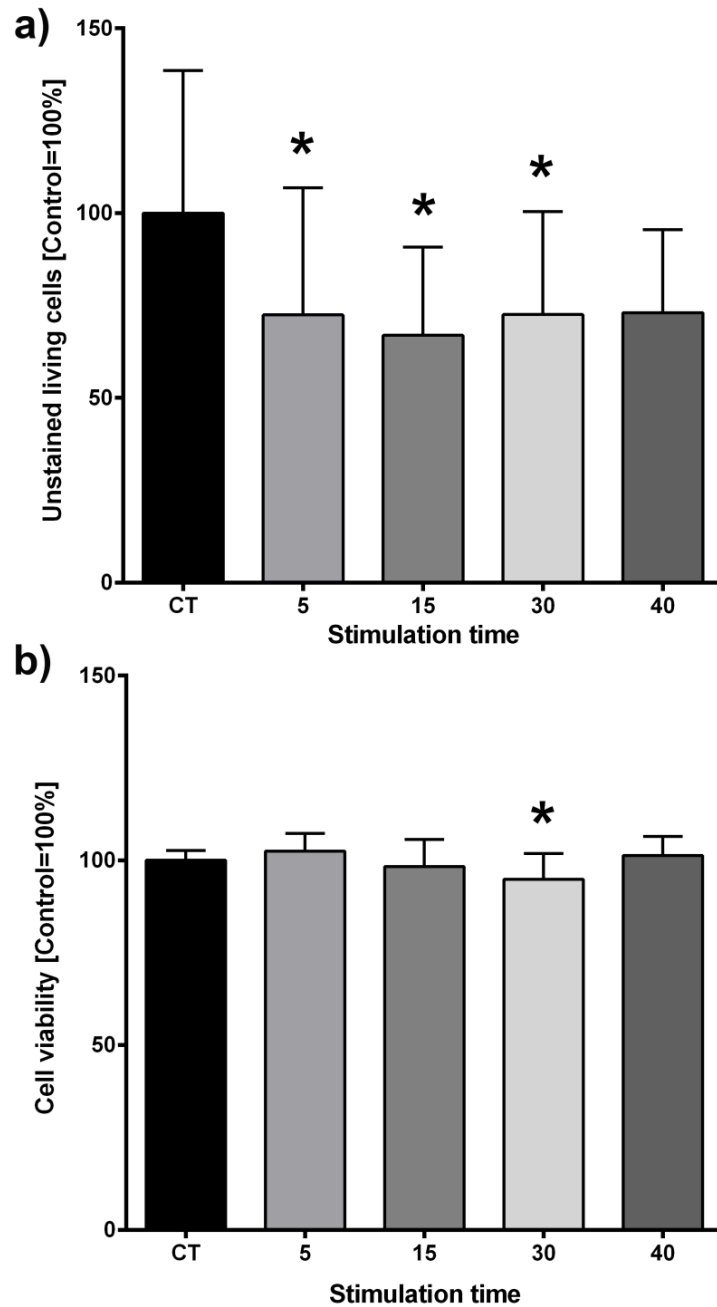 a)
Unstained living cells [Control=100%]
150
100
50
0
*
*
*
CT 5 15 30 40
Stimulation time
b)
Cell viability [Control=100%]
150
100
50
0
*
CT 5 15 30 40
Stimulation time